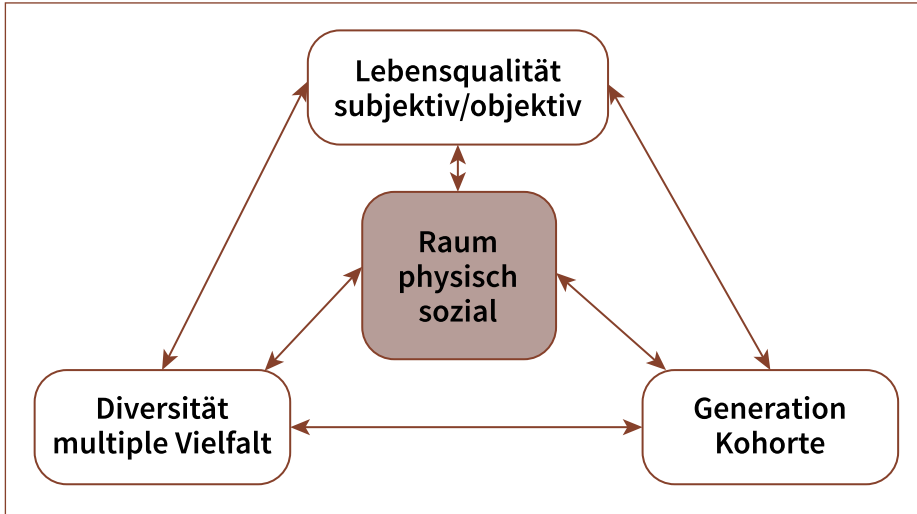 Lebensqualität
subjektiv/objektiv
Raum
physisch
sozial
Diversität
multiple Vielfalt
Generation
Kohorte